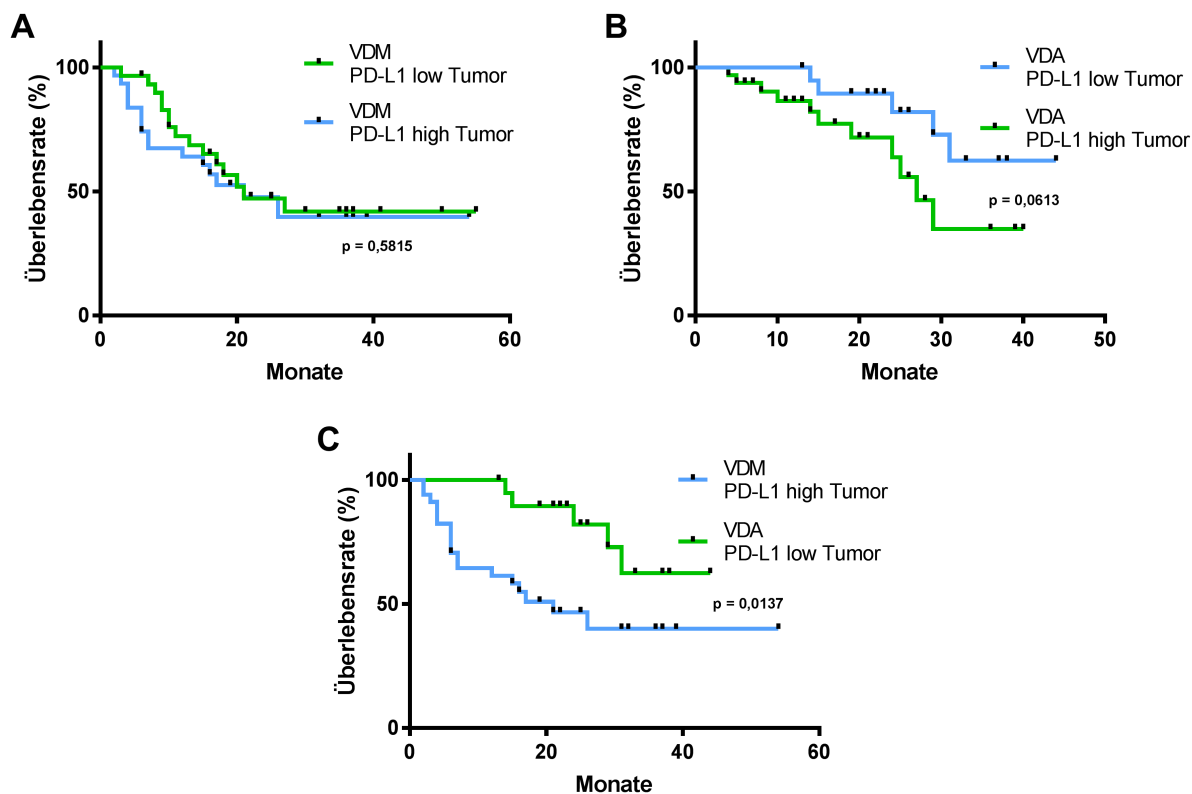 A
VDM
PD-L1 low Tumor
VDM
PD-L1 high Tumor
Überlebensrate (%)
100
50
0
p = 0,5815
0 20 40 60
Monate
B
VDA
PD-L1 low Tumor
VDA
PD-L1 high Tumor
Überlebensrate (%)
100
50
0
p = 0,0613
0 10 20 30 40 50
Monate
C
VDM
PD-L1 high Tumor
VDA
PD-L1 low Tumor
Überlebensrate (%)
100
50
0
p = 0,0137
0 20 40 60
Monate